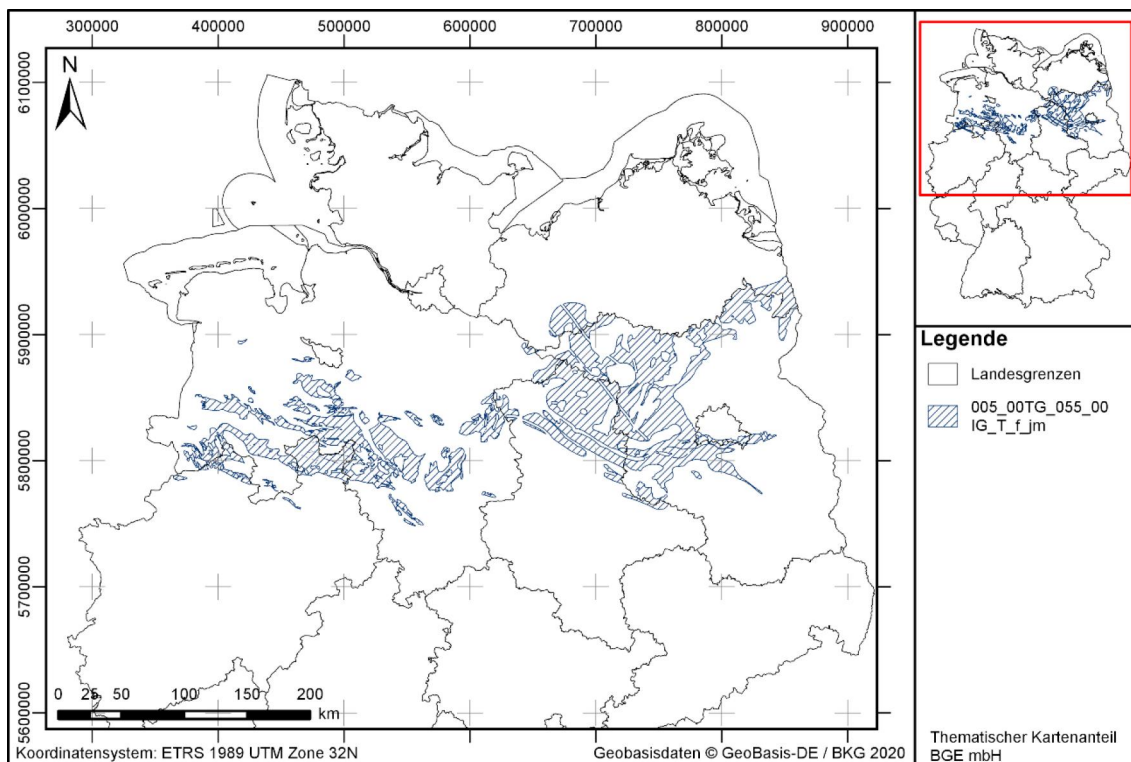 300000 400000 500000 600000 700000 800000 900000
N
6100000
6000000
5900000
5800000
5700000
5600000
0 25 50 100 150 200
km
Koordinatensystem: ETRS 1989 UTM Zone 32N
Geobasisdaten © GeoBasis-DE / BKG 2020
Legende
Landesgrenzen
005_00TG_055_00
IG_T_f_jm
Thematischer Kartenanteil
BGE mbH